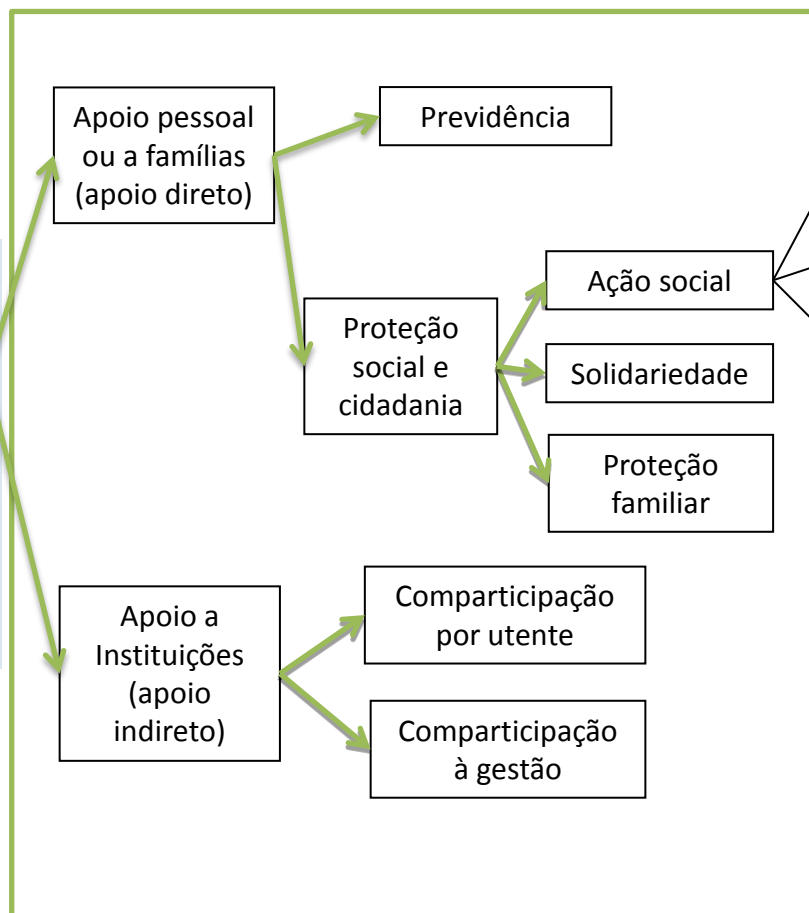 Apoio pessoal
ou a famílias
(apoio direto)
Previdência
Proteção
social e
cidadania
Ação social
Solidariedade
Proteção
familiar
Apoio a
Instituições
(apoio
indireto)
Comparticipação
por utente
Comparticipação
à gestão